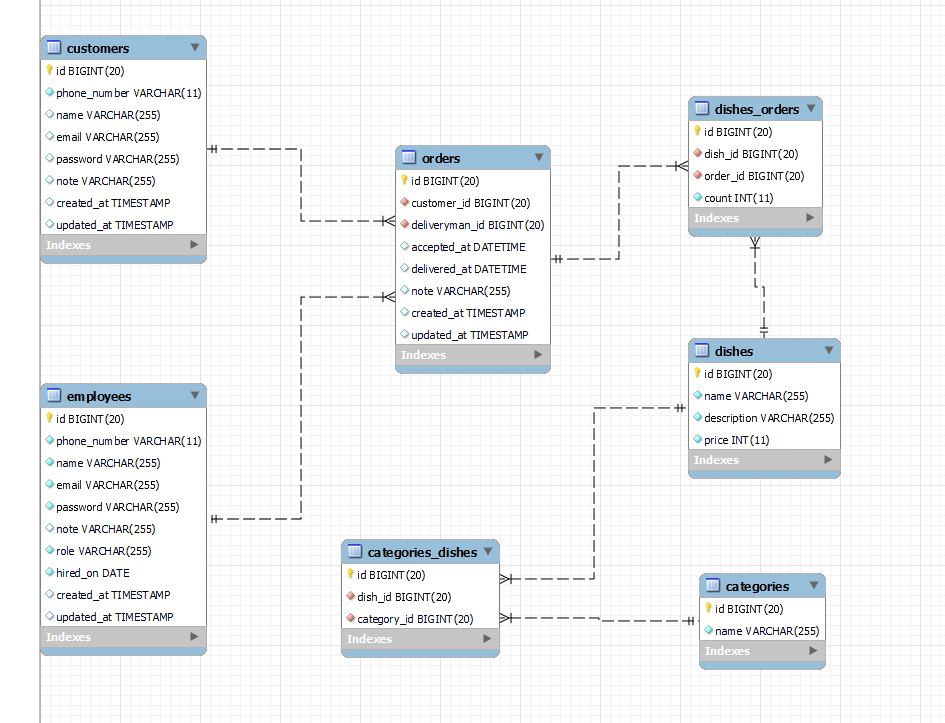 customers
id BIGINT(20)
phone_number VARCHAR(11)
name VARCHAR(255)
email VARCHAR(255)
password VARCHAR(255)
note VARCHAR(255)
created_at TIMESTAMP
updated_at TIMESTAMP
Indexes
employees
id BIGINT(20)
phone_number VARCHAR(11)
name VARCHAR(255)
email VARCHAR(255)
password VARCHAR(255)
note VARCHAR(255)
role VARCHAR(255)
hired_on DATE
created_at TIMESTAMP
updated_at TIMESTAMP
Indexes
orders
id BIGINT(20)
customer_id BIGINT(20)
deliveryman_id BIGINT(20)
accepted_at DATETIME
delivered_at DATETIME
note VARCHAR(255)
created_at TIMESTAMP
updated_at TIMESTAMP
Indexes
categories_dishes
id BIGINT(20)
dish_id BIGINT(20)
category_id BIGINT(20)
Indexes
dishes_orders
id BIGINT(20)
dish_id BIGINT(20)
order_id BIGINT(20)
count INT(11)
Indexes
dishes
id BIGINT(20)
name VARCHAR(255)
description VARCHAR(255)
price INT(11)
Indexes
categories
id BIGINT(20)
name VARCHAR(255)
Indexes